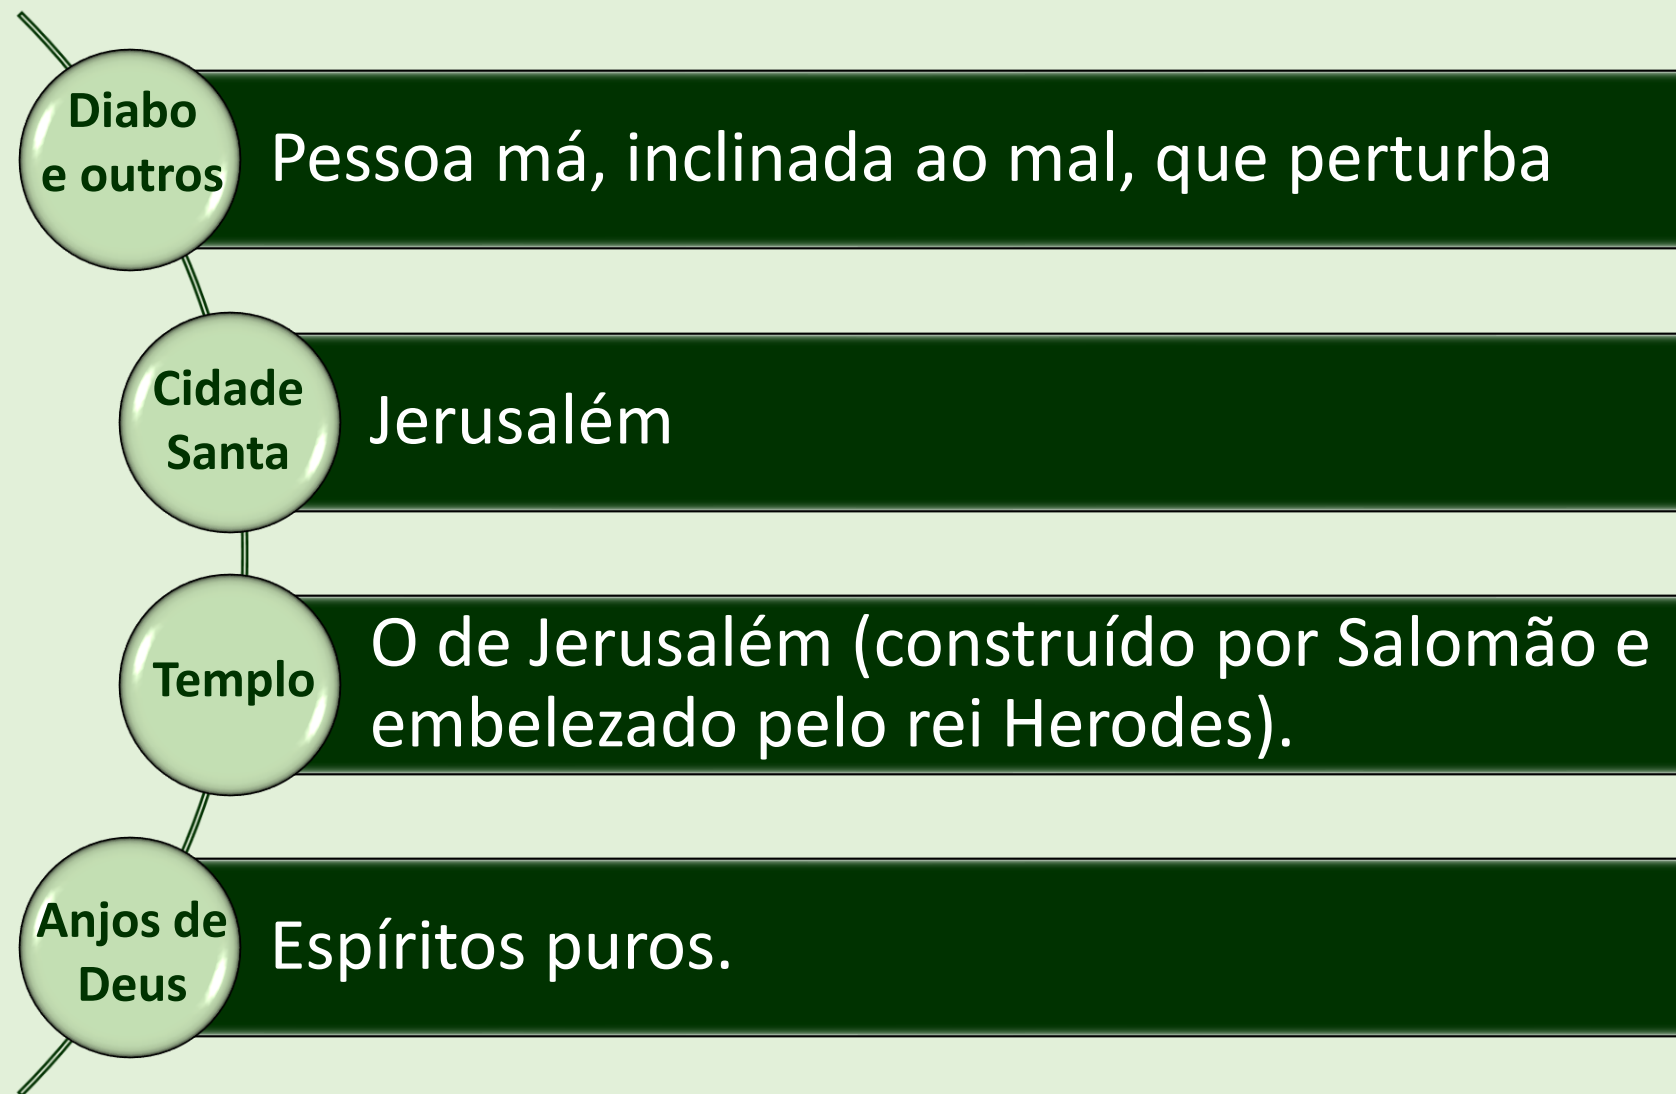 Diabo
e outros
Pessoa má, inclinada ao mal, que perturba
Cidade
Santa
Jerusalém
Templo
O de Jerusalém (construído por Salomão e
embelezado pelo rei Herodes).
Anjos de
Deus
Espíritos puros.